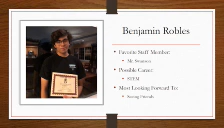 Benjamin Robles
• Favorite Staff Member:
• Mr. Swanson
• Possible Career:
• STEM
• Most Looking Forward To:
• Seeing Friends